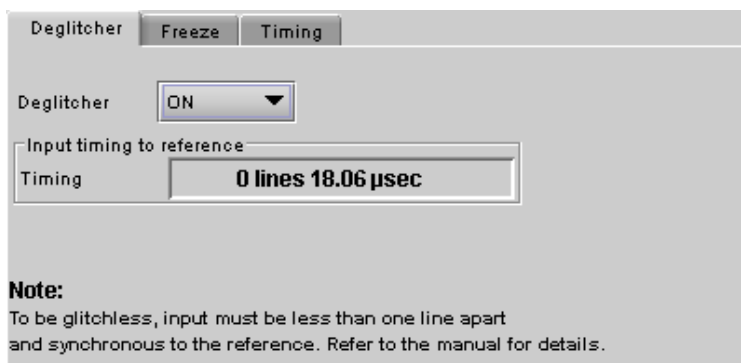 Deglitcher Freeze Timing
Deglitcher ON
Input timing to reference
Timing 0 lines 18.06 µsec
Note:
To be glitchless, input must be less than one line apart
and synchronous to the reference. Refer to the manual for details.